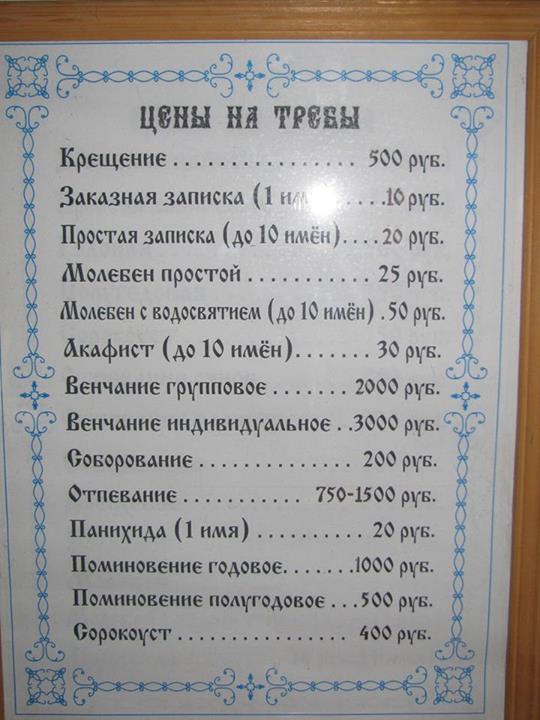 ЦЕНЫ НА ТРЕБЫ
Крещение ................ 500 руб.
Заказная записка (1 им .....10 руб.
Простая записка (до 10 имён).... 20 руб.
Молебен простой ........... 25 руб.
Молебен с водосвятием (до 10 имён) . 50 руб.
Акафист (до 10 имён)....... 30 руб.
Венчание групповое ....... 2000 руб.
Венчание индивидуальное ..3000 руб.
Соборование .............. 200 руб.
Отпевание ........... 750-1500 руб.
Панихида (1 имя) .......... 20 руб.
Поминовение годовое.......1000 руб.
Поминовение полугодовое ...500 руб.
Сорокоуст ............... 400 руб.